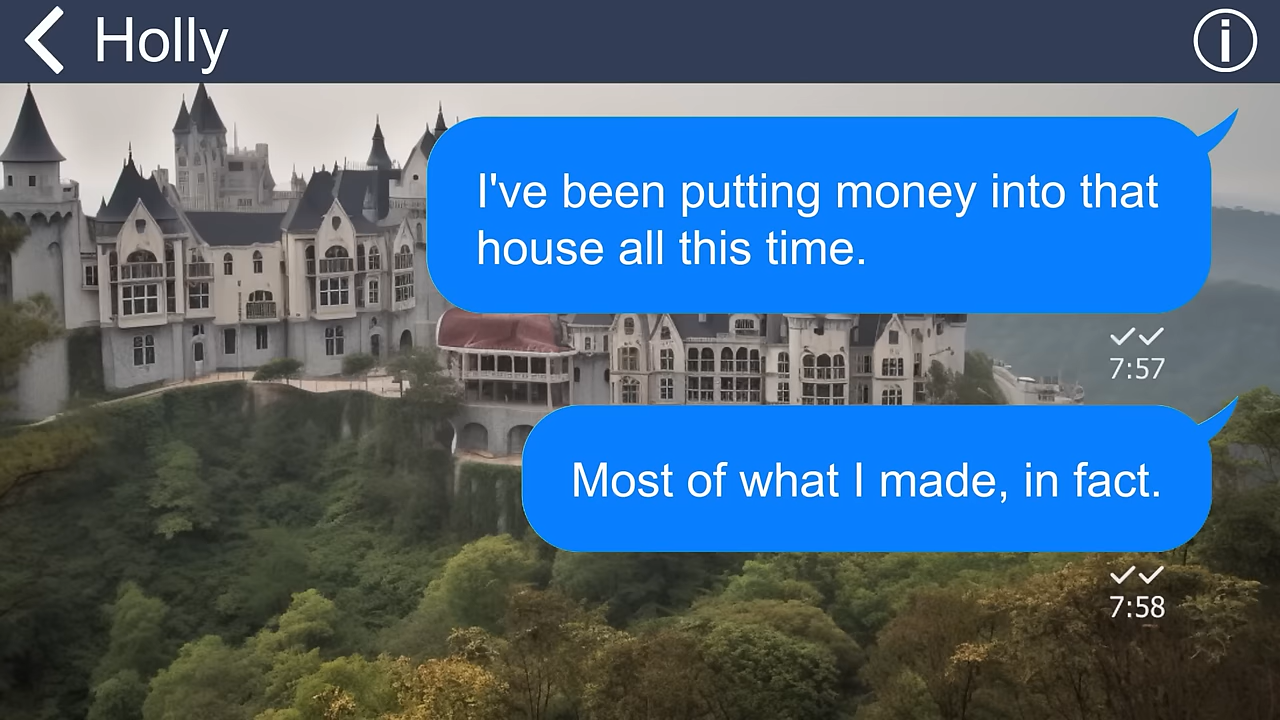 Holly
I've been putting money into that
house all this time.
7:57
Most of what I made, in fact.
7:58